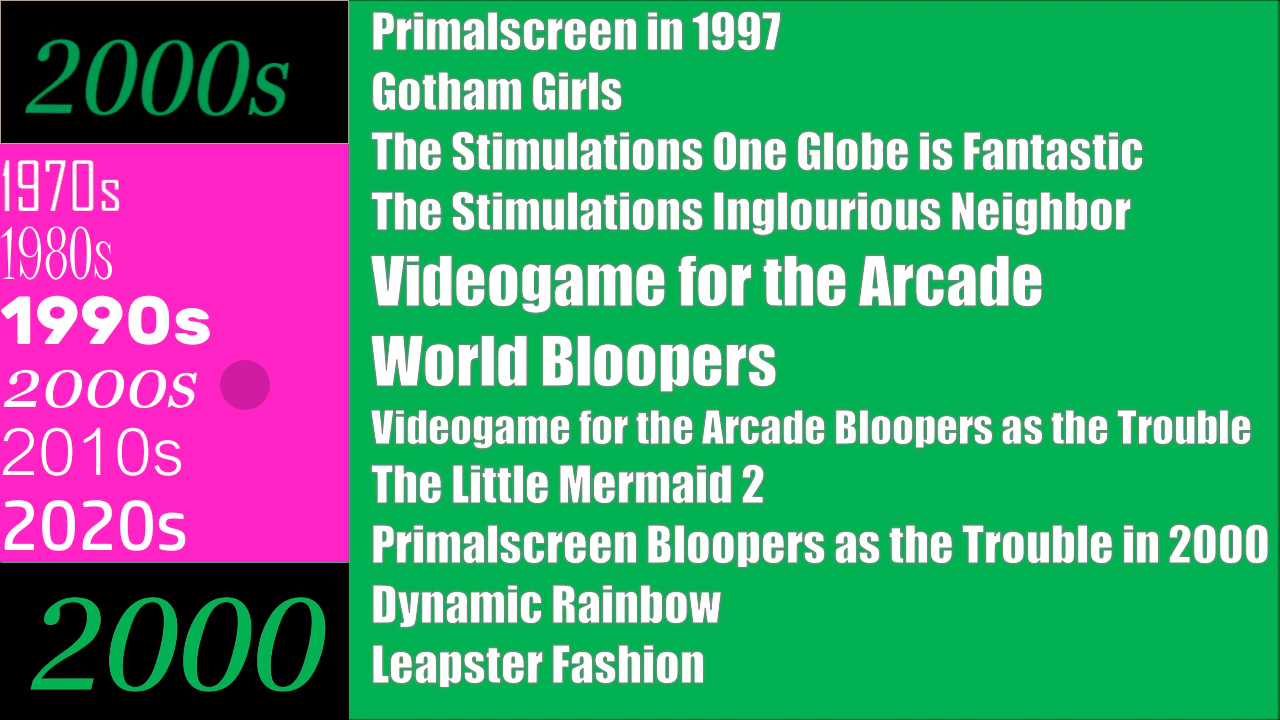 2000s
1970s
1980s
1990s
2000s
2010s
2020s
2000
Primalscreen in 1997
Gotham Girls
The Stimulations One Globe is Fantastic
The Stimulations Inglourious Neighbor
Videogame for the Arcade
World Bloopers
Videogame for the Arcade Bloopers as the Trouble
The Little Mermaid 2
Primalscreen Bloopers as the Trouble in 2000
Dynamic Rainbow
Leapster Fashion